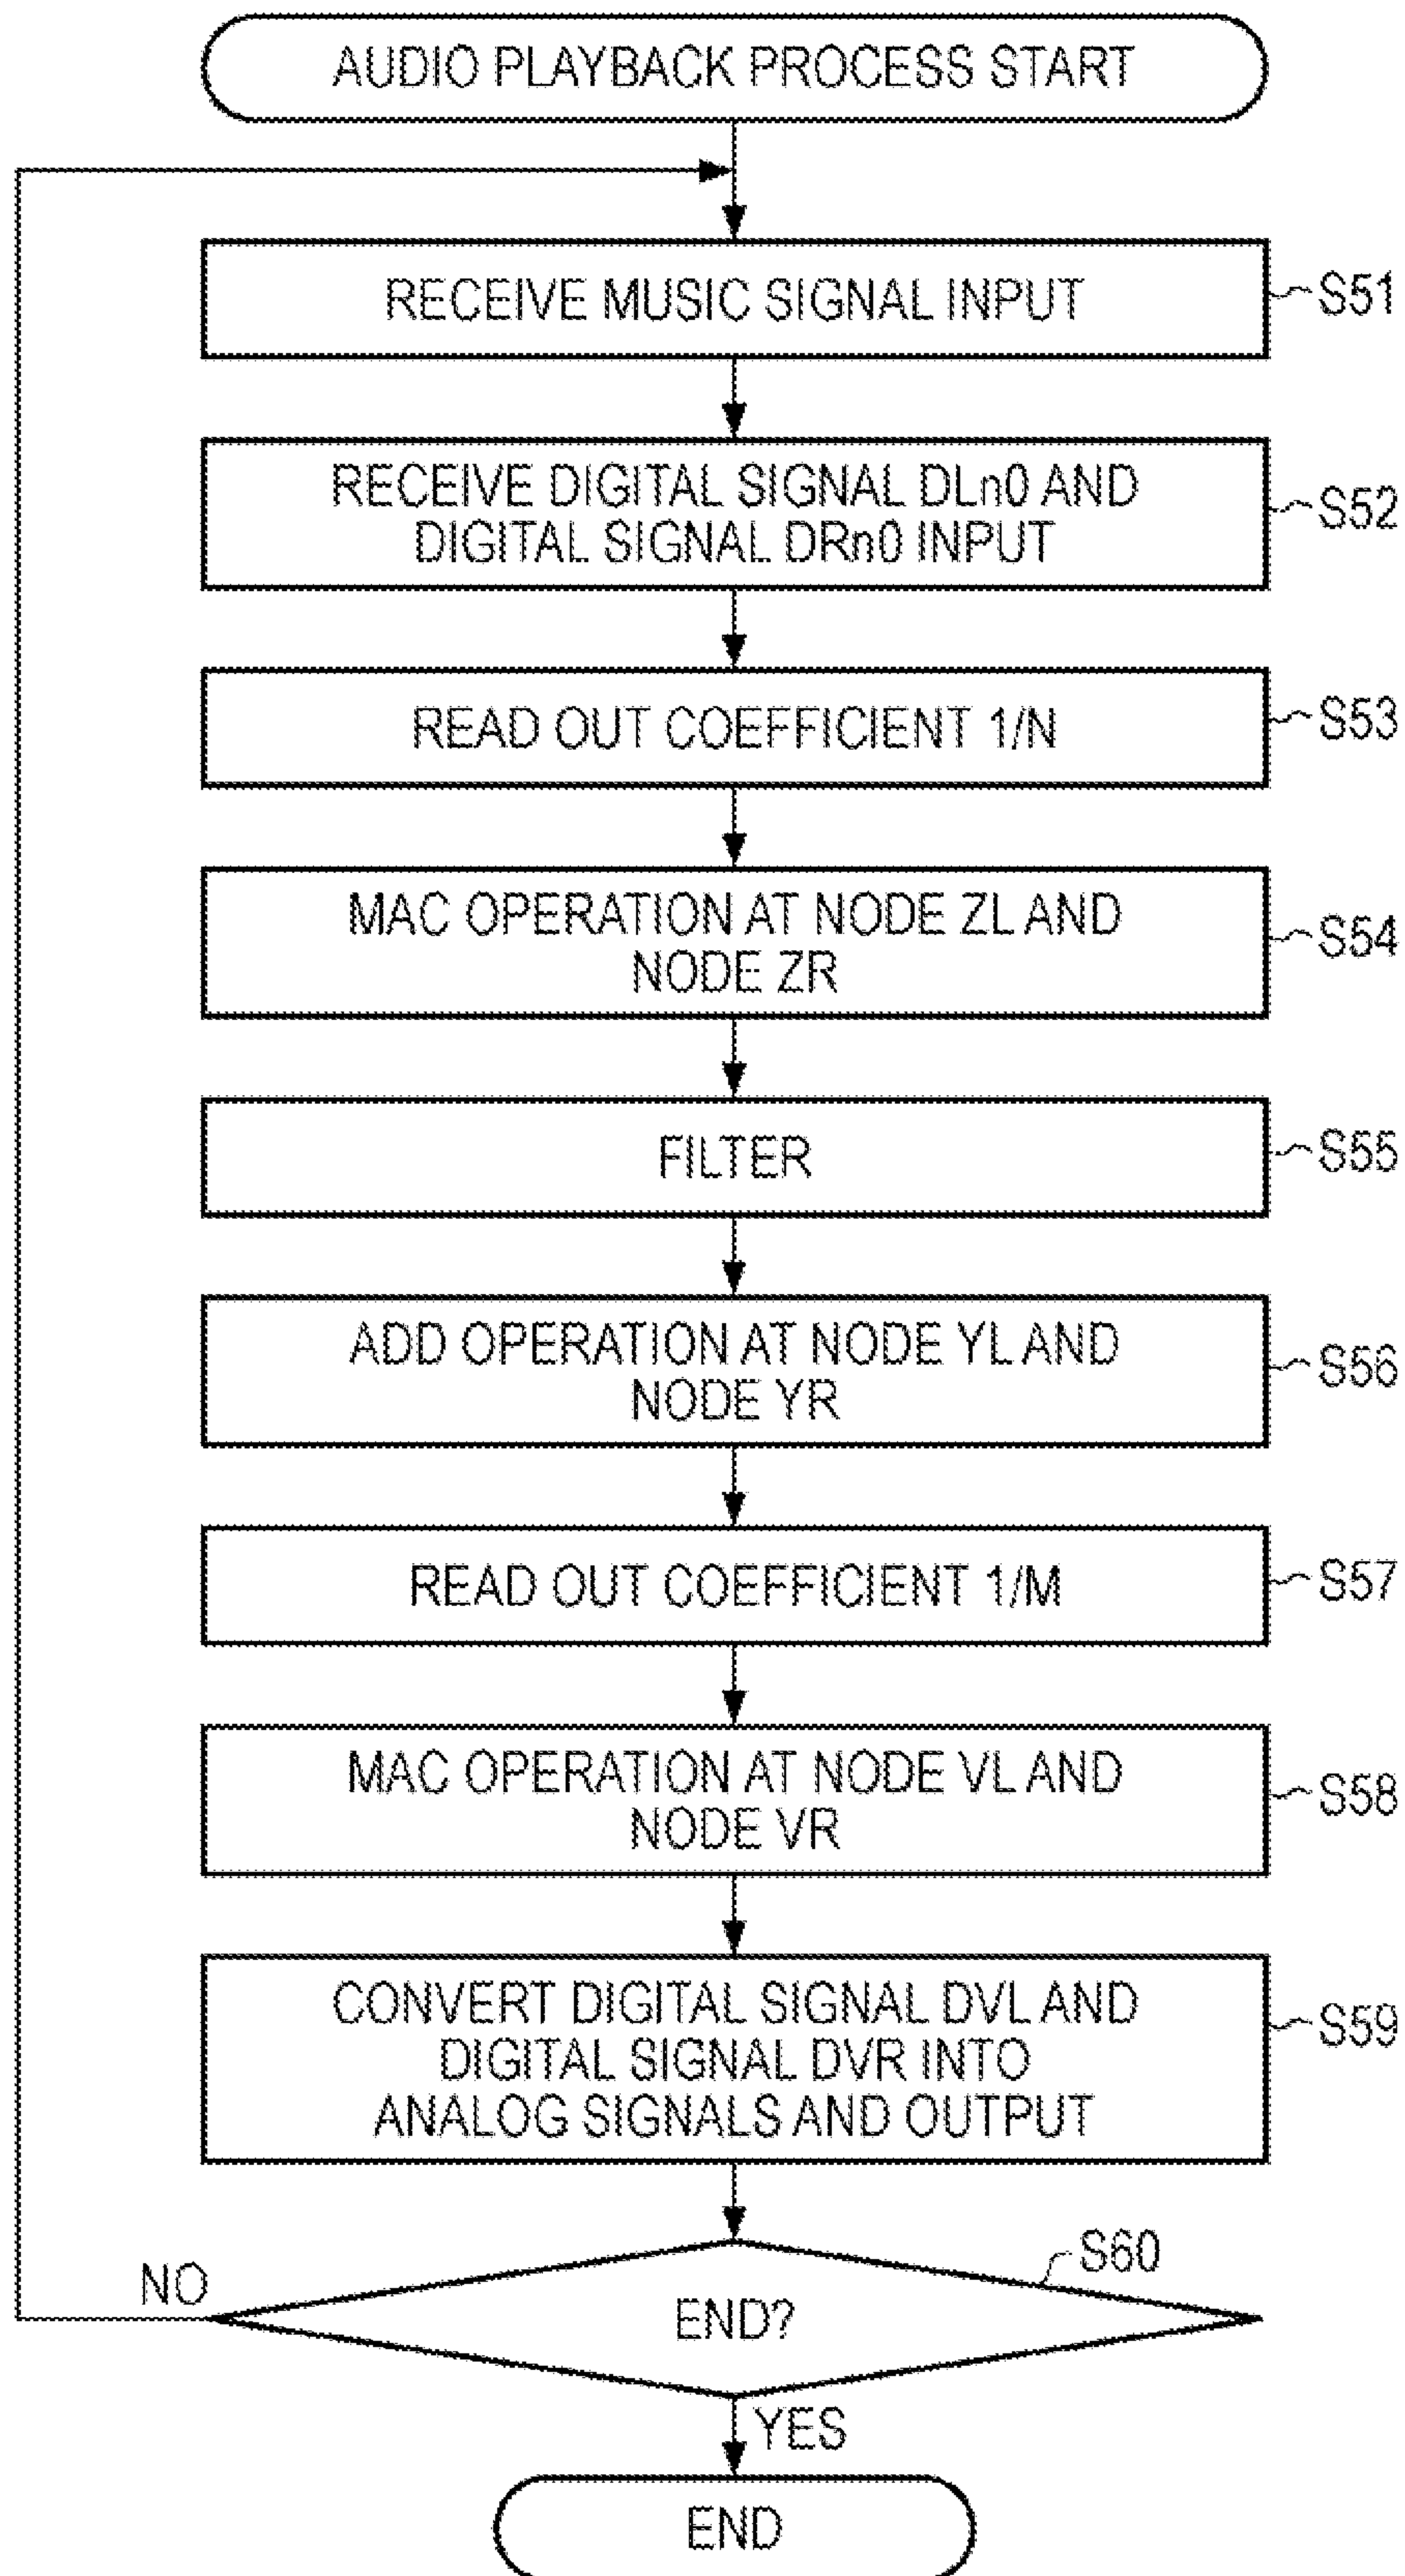 AUDIO PLAYBACK PROCESS START
RECEIVE MUSIC SIGNAL INPUT
S51
RECEIVE DIGITAL SIGNAL DLn0 AND
DIGITAL SIGNAL DRn0 INPUT
S52
READ OUT COEFFICIENT 1/N
S53
MAC OPERATION AT NODE ZL AND
NODE ZR
S54
FILTER
S55
ADD OPERATION AT NODE YL AND
NODE YR
S56
READ OUT COEFFICIENT 1/M
S57
MAC OPERATION AT NODE VL AND
NODE VR
S58
CONVERT DIGITAL SIGNAL DVL AND
DIGITAL SIGNAL DVR INTO
ANALOG SIGNALS AND OUTPUT
S59
S60
NO
END?
YES
END